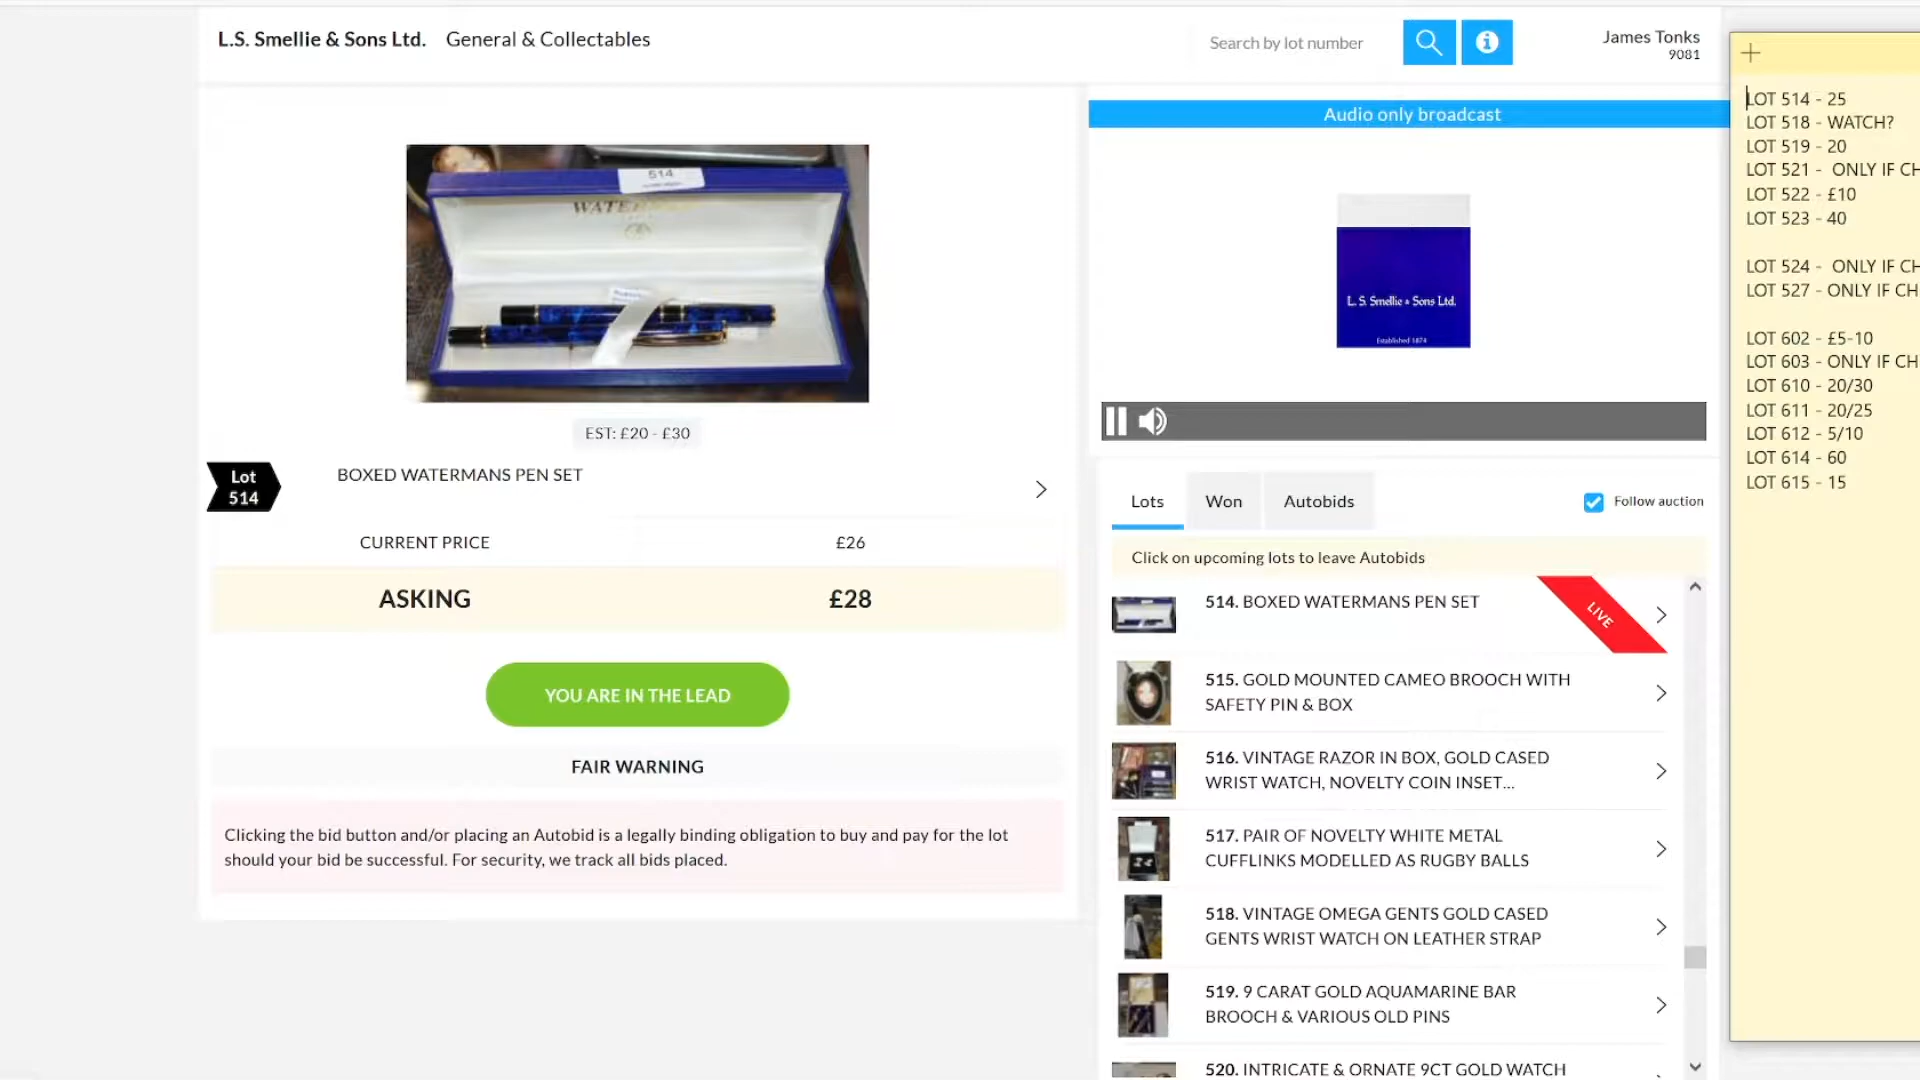 L.S. Smellie & Sons Ltd. General & Collectables
Search by lot number
James Tonks
9081
514
WATERMAN
EST: £20 - £30
Lot
514
BOXED WATERMANS PEN SET
CURRENT PRICE £26
ASKING £28
YOU ARE IN THE LEAD
FAIR WARNING
Clicking the bid button and/or placing an Autobid is a legally binding obligation to buy and pay for the lot
should your bid be successful. For security, we track all bids placed.
Audio only broadcast
L. S. Smellie & Sons Ltd.
Established 1874
Lots Won Autobids Follow auction
Click on upcoming lots to leave Autobids
514. BOXED WATERMANS PEN SET
LIVE
515. GOLD MOUNTED CAMEO BROOCH WITH
SAFETY PIN & BOX
516. VINTAGE RAZOR IN BOX, GOLD CASED
WRIST WATCH, NOVELTY COIN INSET...
517. PAIR OF NOVELTY WHITE METAL
CUFFLINKS MODELLED AS RUGBY BALLS
518. VINTAGE OMEGA GENTS GOLD CASED
GENTS WRIST WATCH ON LEATHER STRAP
519. 9 CARAT GOLD AQUAMARINE BAR
BROOCH & VARIOUS OLD PINS
520. INTRICATE & ORNATE 9CT GOLD WATCH
LOT 514 - 25
LOT 518 - WATCH?
LOT 519 - 20
LOT 521 - ONLY IF CH
LOT 522 - £10
LOT 523 - 40
LOT 524 - ONLY IF CH
LOT 527 - ONLY IF CH
LOT 602 - £5-10
LOT 603 - ONLY IF CH
LOT 610 - 20/30
LOT 611 - 20/25
LOT 612 - 5/10
LOT 614 - 60
LOT 615 - 15